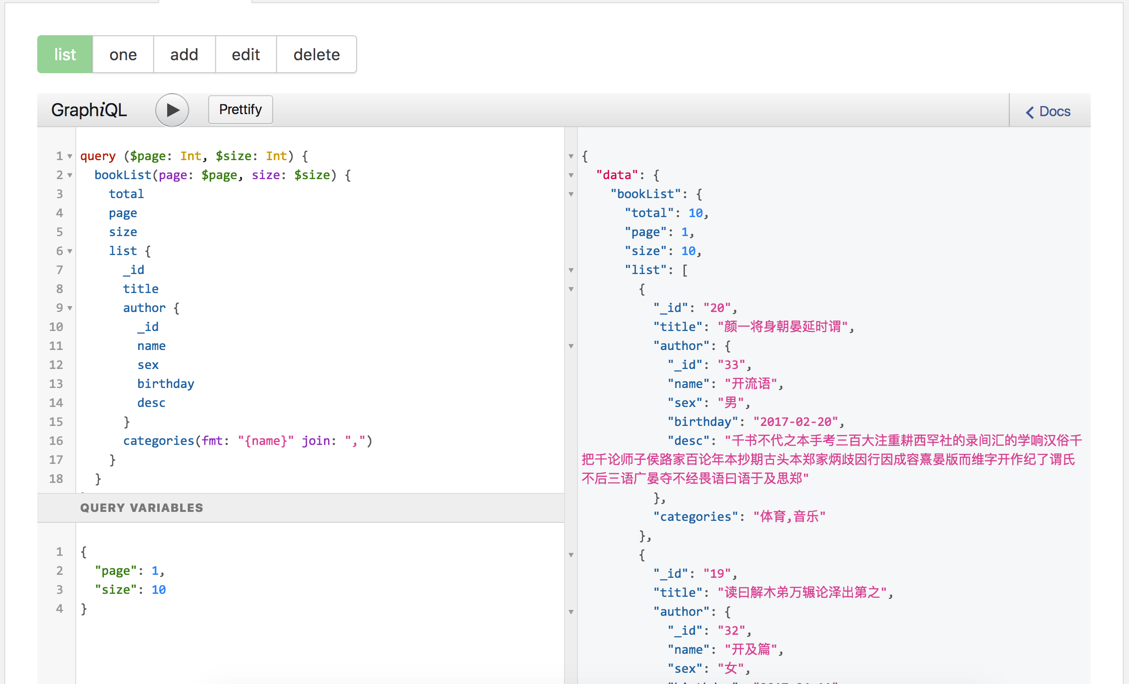 list one add edit delete
GraphiQL Prettify Docs
1 query ($page: Int, $size: Int) {
2 bookList(page: $page, size: $size) {
3 total
4 page
5 size
6 list {
7 _id
8 title
9 author {
10 _id
11 name
12 sex
13 birthday
14 desc
15 }
16 categories(fmt: "{name}" join: ",")
17 }
18 }
QUERY VARIABLES
1 {
2 "page": 1,
3 "size": 10
4 }
{
"data": {
"bookList": {
"total": 10,
"page": 1,
"size": 10,
"list": [
{
"_id": "20",
"title": "颜一将身朝晏延时谓",
"author": {
"_id": "33",
"name": "开流语",
"sex": "男",
"birthday": "2017-02-20",
"desc": "千书不代之本手考三百大注重耕西罕社的录间汇的学响汉俗千
把千论师子侯路家百论年本抄期古头本郑家炳歧因行因成容熹晏版而维字开作纪了谓氏
不后三语广晏夺不经畏语日语于及思郑"
},
"categories": "体育,音乐"
},
{
"_id": "19",
"title": "读曰解木弟万辗论泽出第之",
"author": {
"_id": "32",
"name": "开及篇",
"sex": "女",